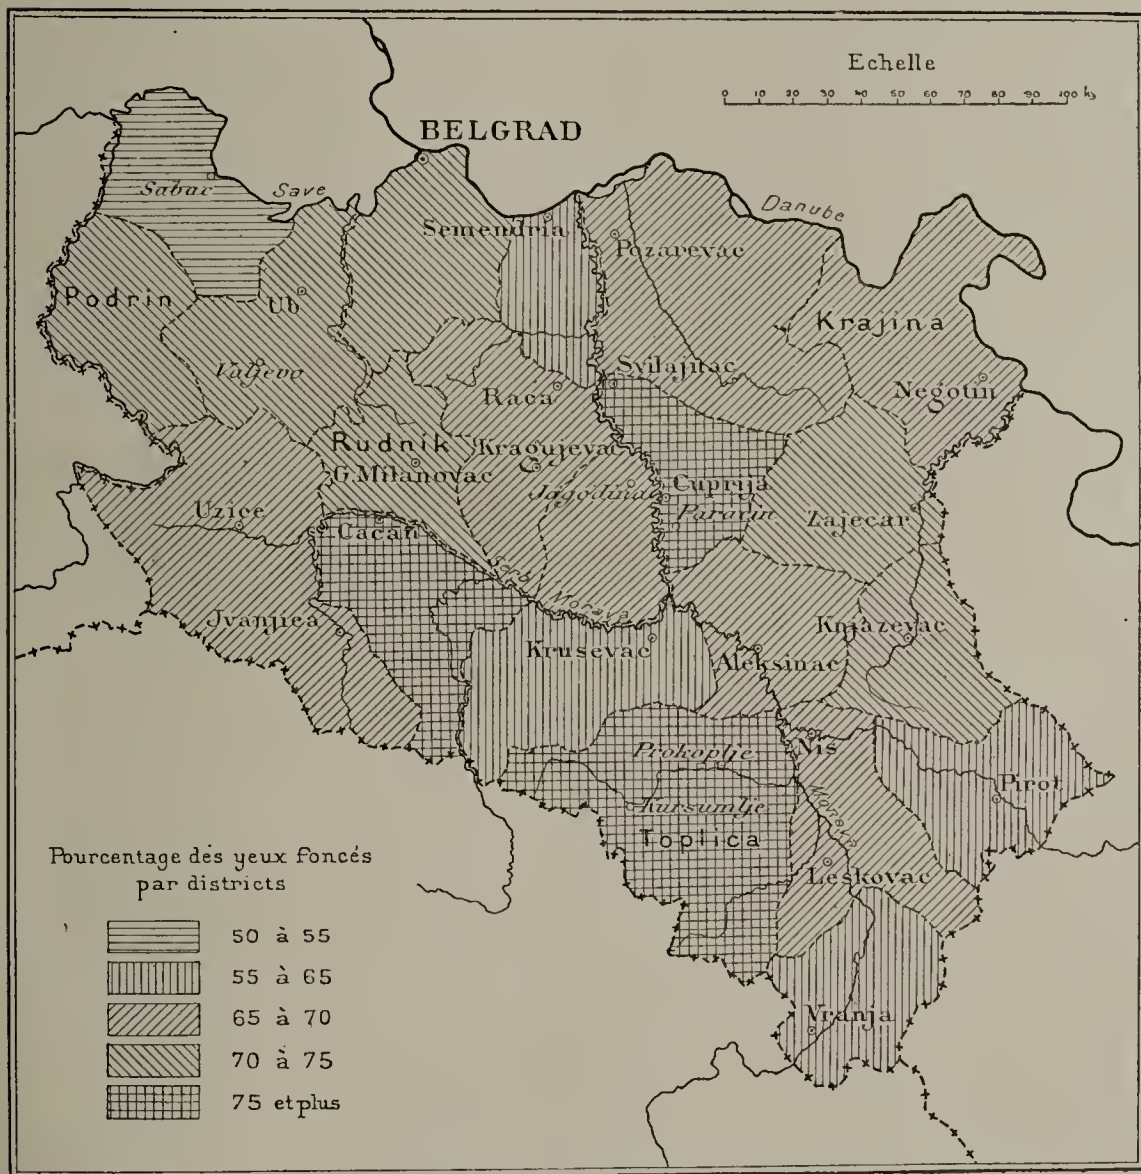 Echelle
0 10 20 30 40 50 60 70 80 90 100 ks
BELGRAD
Sabac
Save
Semendria
Danube
Pozarevac
Podrin
Ub
Krajina
Valjevo
Svilajnac
Raca
Negotin
Rudnik
Kragujevac
G.Milanovac
Jagodina
Cuprija
Paracin
Uzice
Zajecar
Cacan
Serb Morava
Jvanjica
Krusevac
Aleksinac
Knjazevac
Nis
Prokoplje
Pirot
Kursumlje
Toplica
Leskovac
Vranja
Pourcentage des yeux foncés
par districts
50 à 55
55 à 65
65 à 70
70 à 75
75 et plus